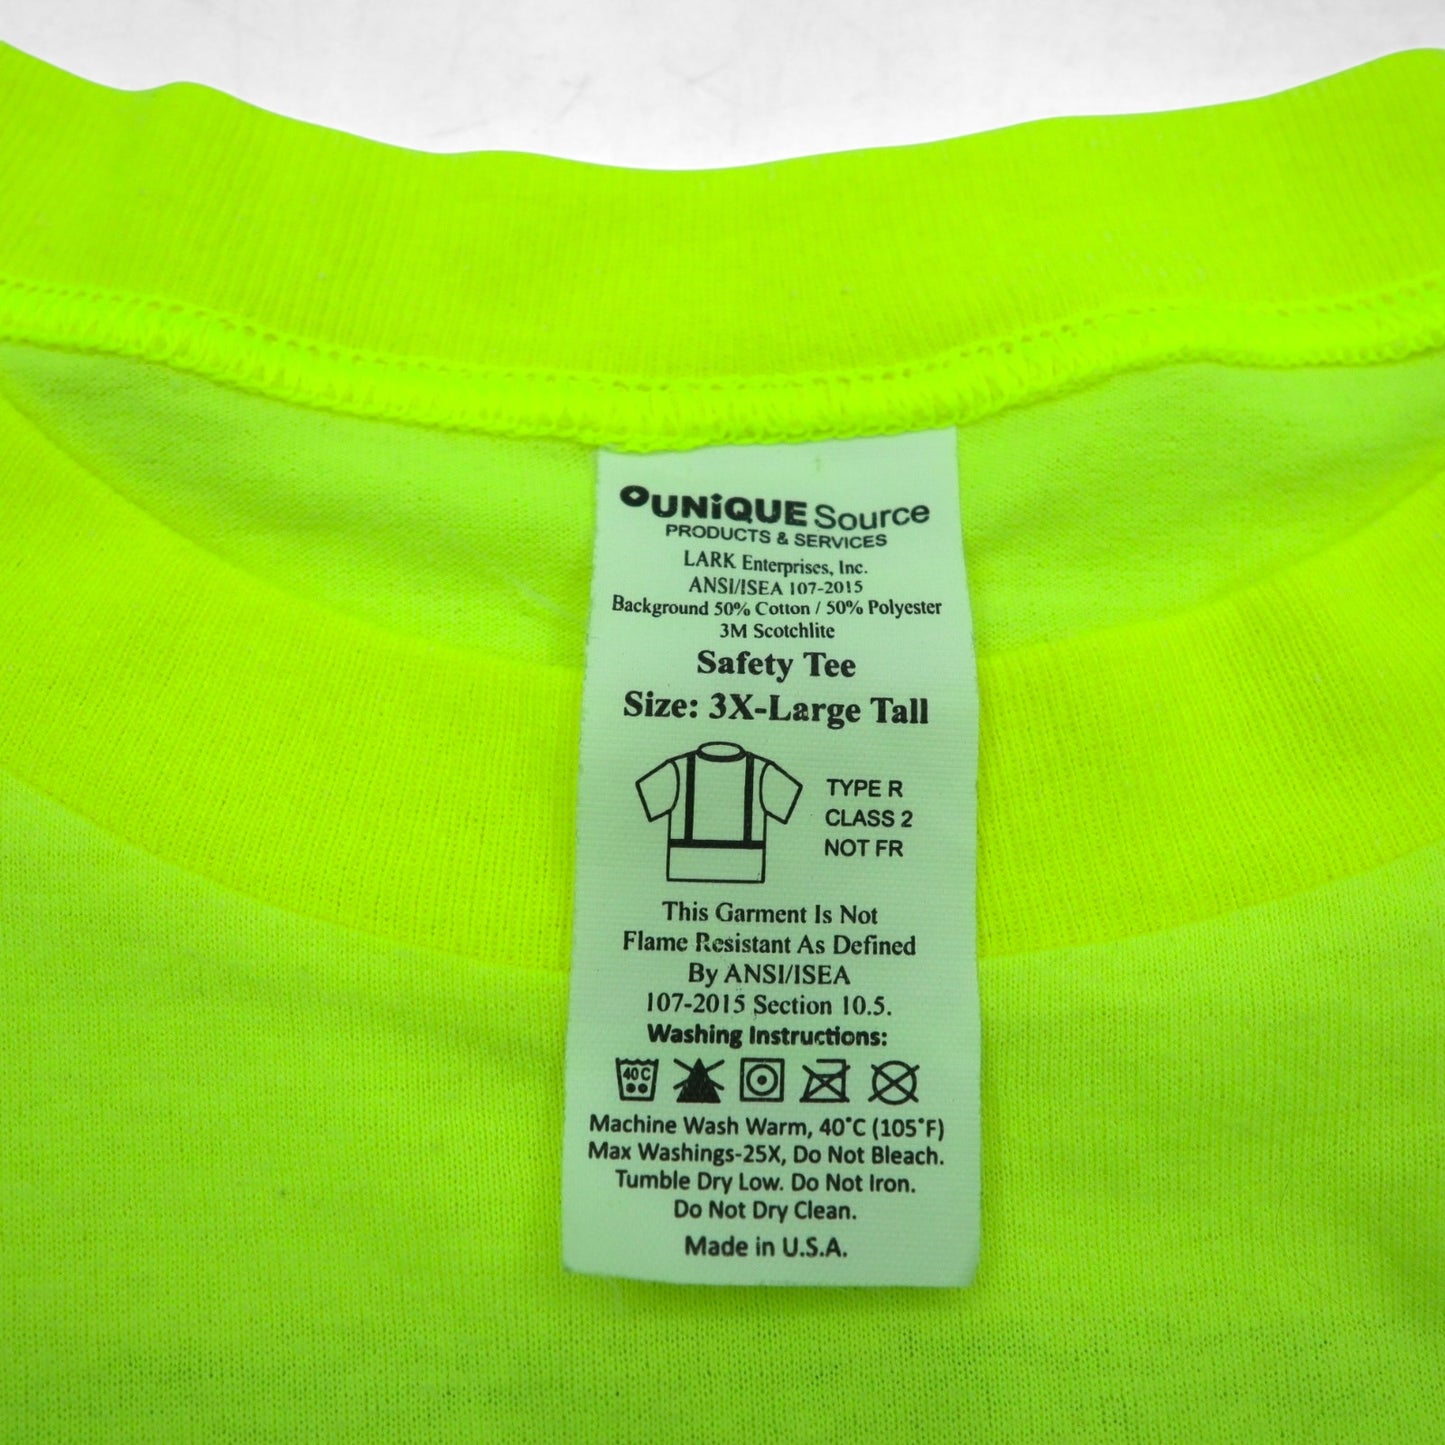 UNiQUE Source
PRODUCTS & SERVICES
LARK Enterprises, Inc.
ANSI/ISEA 107-2015
Background 50% Cotton / 50% Polyester
3M Scotchlite
Safety Tee
Size: 3X-Large Tall
TYPE R
CLASS 2
NOT FR
This Garment Is Not
Flame Resistant As Defined
By ANSI/ISEA
107-2015 Section 10.5.
Washing Instructions:
40C
Machine Wash Warm, 40°C (105°F)
Max Washings-25X, Do Not Bleach.
Tumble Dry Low. Do Not Iron.
Do Not Dry Clean.
Made in U.S.A.